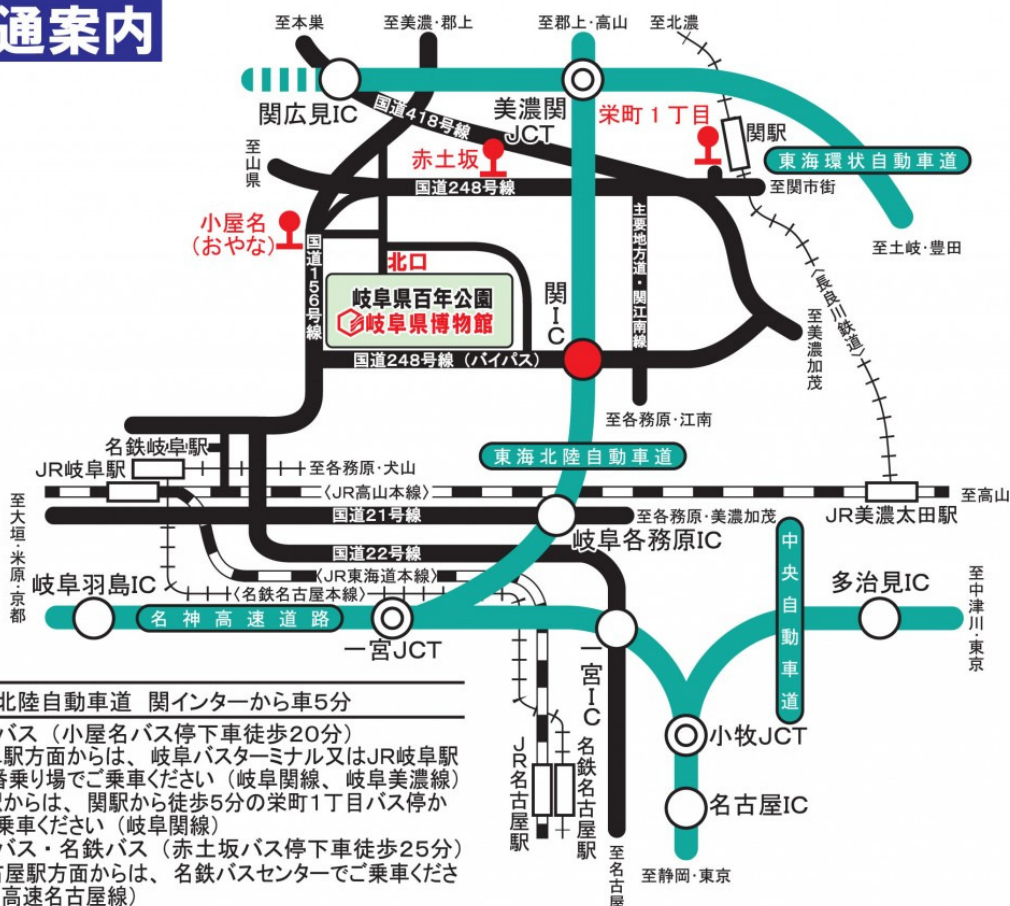 通案内
至本巣
至美濃・郡上
至郡上・高山
至北濃
関広見IC
国道418号線
美濃関
JCT
栄町1丁目
関駅
東海環状自動車道
至山県
赤土坂
国道248号線
至関市街
小屋名
(おやな)
国道156号線
北口
主要地方道・関江南線
至土岐・豊田
岐阜県百年公園
岐阜県博物館
関IC
〈長良川鉄道〉
至美濃加茂
国道248号線（バイパス）
至各務原・江南
名鉄岐阜駅
JR岐阜駅
至各務原・犬山
東海北陸自動車道
〈JR高山本線〉
至高山
JR美濃太田駅
至大垣・米原・京都
国道21号線
至各務原・美濃加茂
岐阜各務原IC
国道22号線
〈JR東海道本線〉
〈名鉄名古屋本線〉
岐阜羽島IC
中央自動車道
多治見IC
至中津川・東京
名神高速道路
一宮JCT
一宮IC
小牧JCT
JR名古屋駅
名鉄名古屋駅
名古屋IC
至名古屋
至静岡・東京
北陸自動車道 関インターから車5分
バス（小屋名バス停下車徒歩20分）
駅方面からは、岐阜バスターミナル又はJR岐阜駅
番乗り場でご乗車ください（岐阜関線、岐阜美濃線）
からは、関駅から徒歩5分の栄町1丁目バス停か
乗車ください（岐阜関線）
バス・名鉄バス（赤土坂バス停下車徒歩25分）
屋駅方面からは、名鉄バスセンターでご乗車くださ
高速名古屋線）